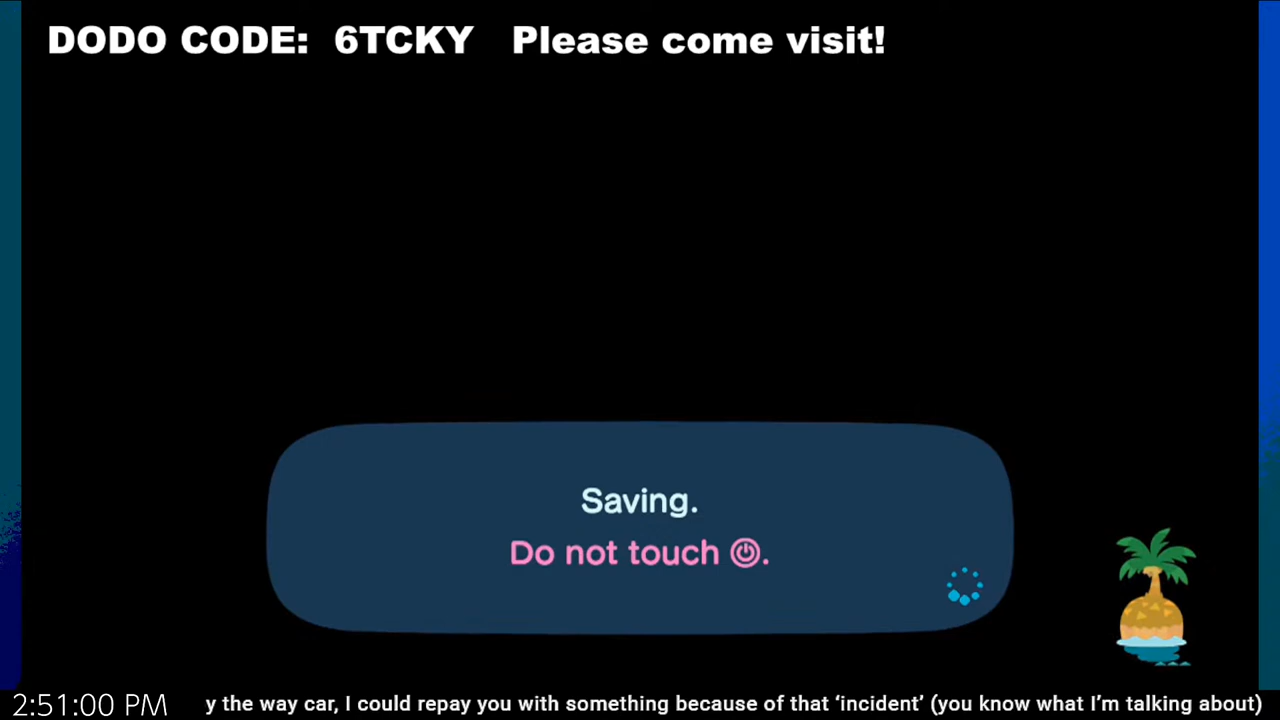 DODO CODE: 6TCKY Please come visit!
Saving.
Do not touch ⏻.
2:51:00 PM
y the way car, I could repay you with something because of that ‘incident’ (you know what I’m talking about)